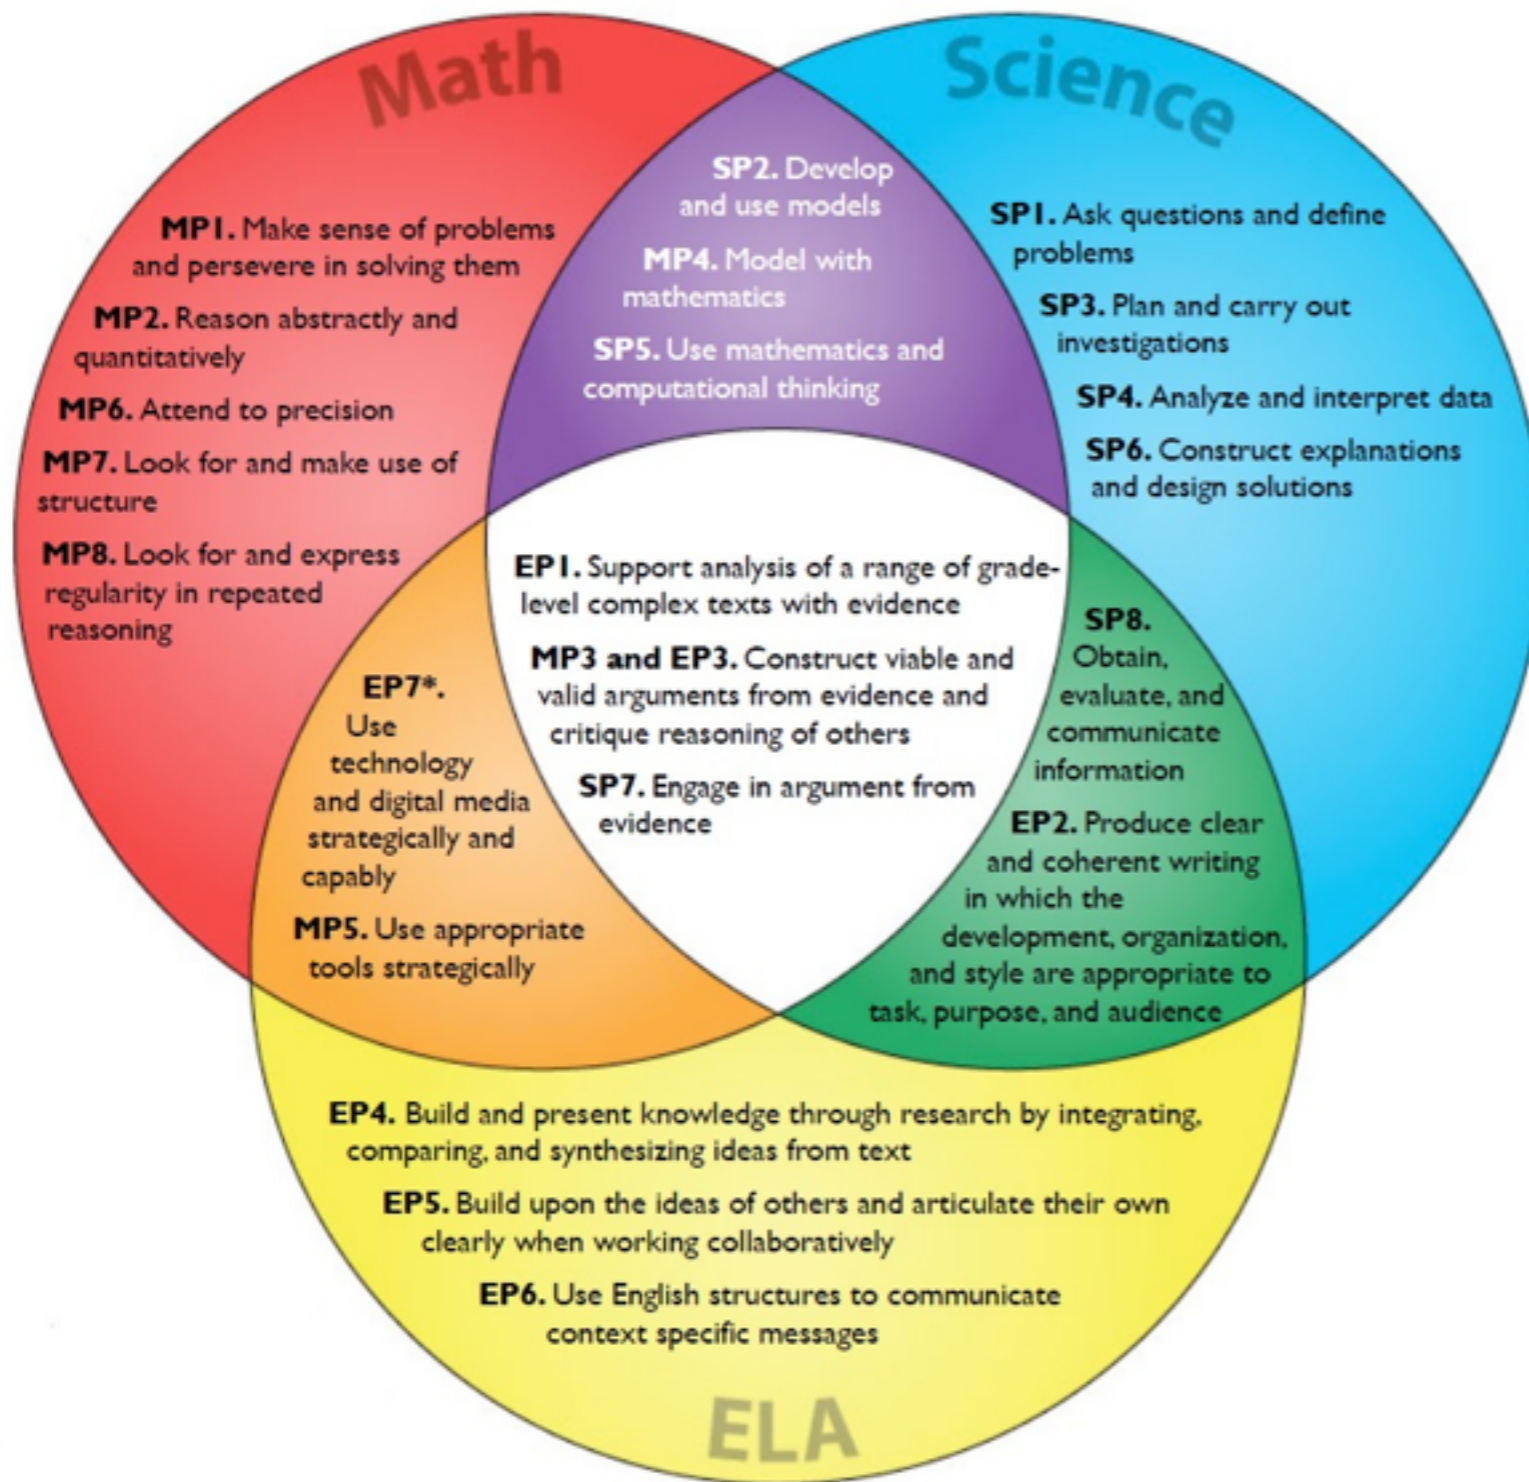 Math
MP1. Make sense of problems
and persevere in solving them
MP2. Reason abstractly and
quantitatively
MP6. Attend to precision
MP7. Look for and make use of
structure
MP8. Look for and express
regularity in repeated
reasoning
SP2. Develop
and use models
MP4. Model with
mathematics
SP5. Use mathematics and
computational thinking
Science
SP1. Ask questions and define
problems
SP3. Plan and carry out
investigations
SP4. Analyze and interpret data
SP6. Construct explanations
and design solutions
EP7*.
Use
technology
and digital media
strategically and
capably
MP5. Use appropriate
tools strategically
EP1. Support analysis of a range of grade-
level complex texts with evidence
MP3 and EP3. Construct viable and
valid arguments from evidence and
critique reasoning of others
SP7. Engage in argument from
evidence
SP8.
Obtain,
evaluate, and
communicate
information
EP2. Produce clear
and coherent writing
in which the
development, organization,
and style are appropriate to
task, purpose, and audience
EP4. Build and present knowledge through research by integrating,
comparing, and synthesizing ideas from text
EP5. Build upon the ideas of others and articulate their own
clearly when working collaboratively
EP6. Use English structures to communicate
context specific messages
ELA